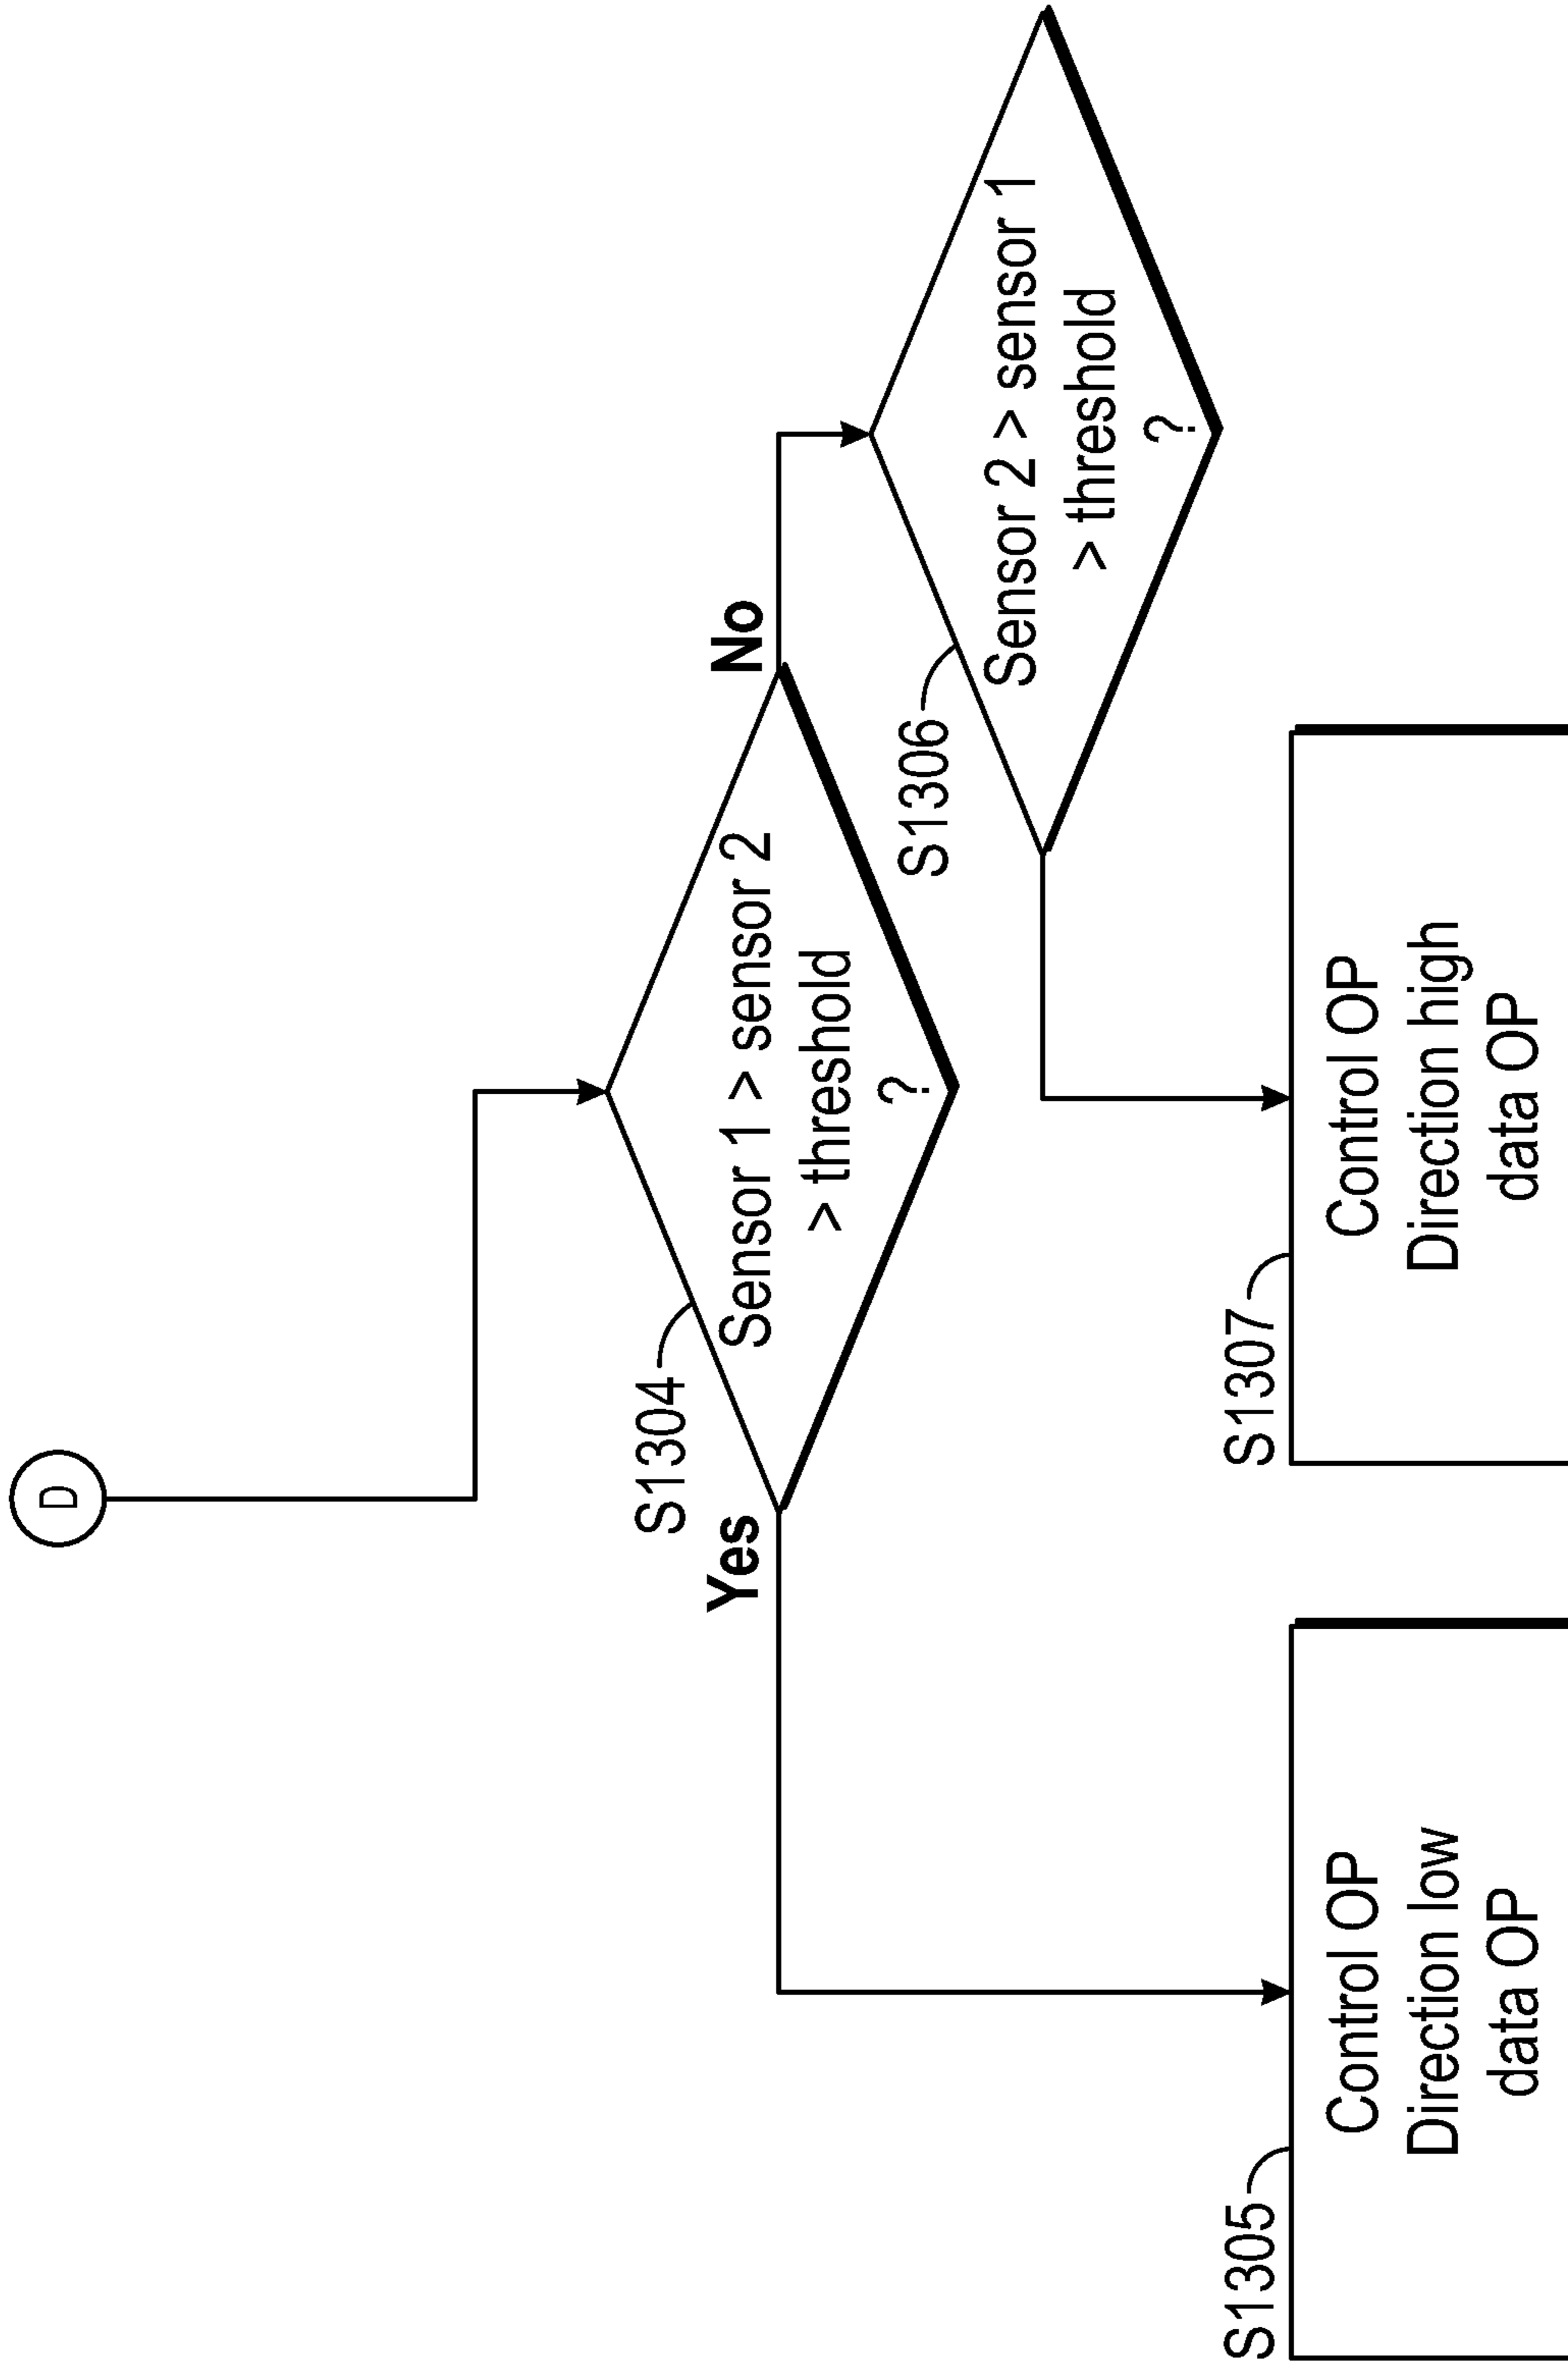 D
S1304
Sensor 1 > sensor 2
> threshold
?
Yes
No
S1306
Sensor 2 > sensor 1
> threshold
?
S1305
Control OP
Direction low
data OP
S1307
Control OP
Direction high
data OP